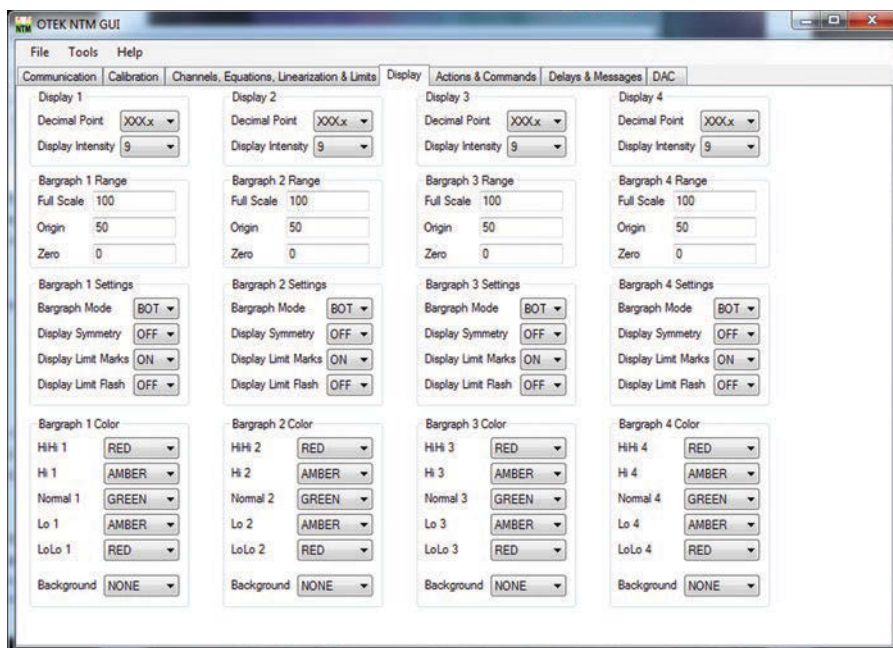 NTM OTEK NTM GUI
File Tools Help
Communication Calibration Channels, Equations, Linearization & Limits Display Actions & Commands Delays & Messages DAC
Display 1 Display 2 Display 3 Display 4
Decimal Point XXX.x Decimal Point XXX.x Decimal Point XXX.x Decimal Point XXX.x
Display Intensity 9 Display Intensity 9 Display Intensity 9 Display Intensity 9
Bargraph 1 Range Bargraph 2 Range Bargraph 3 Range Bargraph 4 Range
Full Scale 100 Full Scale 100 Full Scale 100 Full Scale 100
Origin 50 Origin 50 Origin 50 Origin 50
Zero 0 Zero 0 Zero 0 Zero 0
Bargraph 1 Settings Bargraph 2 Settings Bargraph 3 Settings Bargraph 4 Settings
Bargraph Mode BOT Bargraph Mode BOT Bargraph Mode BOT Bargraph Mode BOT
Display Symmetry OFF Display Symmetry OFF Display Symmetry OFF Display Symmetry OFF
Display Limit Marks ON Display Limit Marks ON Display Limit Marks ON Display Limit Marks ON
Display Limit Flash OFF Display Limit Flash OFF Display Limit Flash OFF Display Limit Flash OFF
Bargraph 1 Color Bargraph 2 Color Bargraph 3 Color Bargraph 4 Color
HiHi 1 RED HiHi 2 RED HiHi 3 RED HiHi 4 RED
Hi 1 AMBER Hi 2 AMBER Hi 3 AMBER Hi 4 AMBER
Normal 1 GREEN Normal 2 GREEN Normal 3 GREEN Normal 4 GREEN
Lo 1 AMBER Lo 2 AMBER Lo 3 AMBER Lo 4 AMBER
LoLo 1 RED LoLo 2 RED LoLo 3 RED LoLo 4 RED
Background NONE Background NONE Background NONE Background NONE